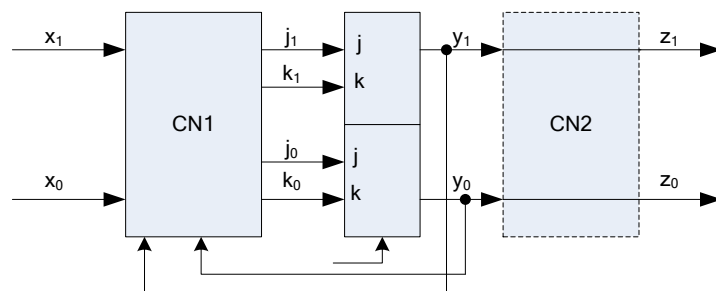 x₁ j₁ j y₁ z₁
k₁ k
CN1 CN2
j₀ j
x₀ k₀ k y₀ z₀